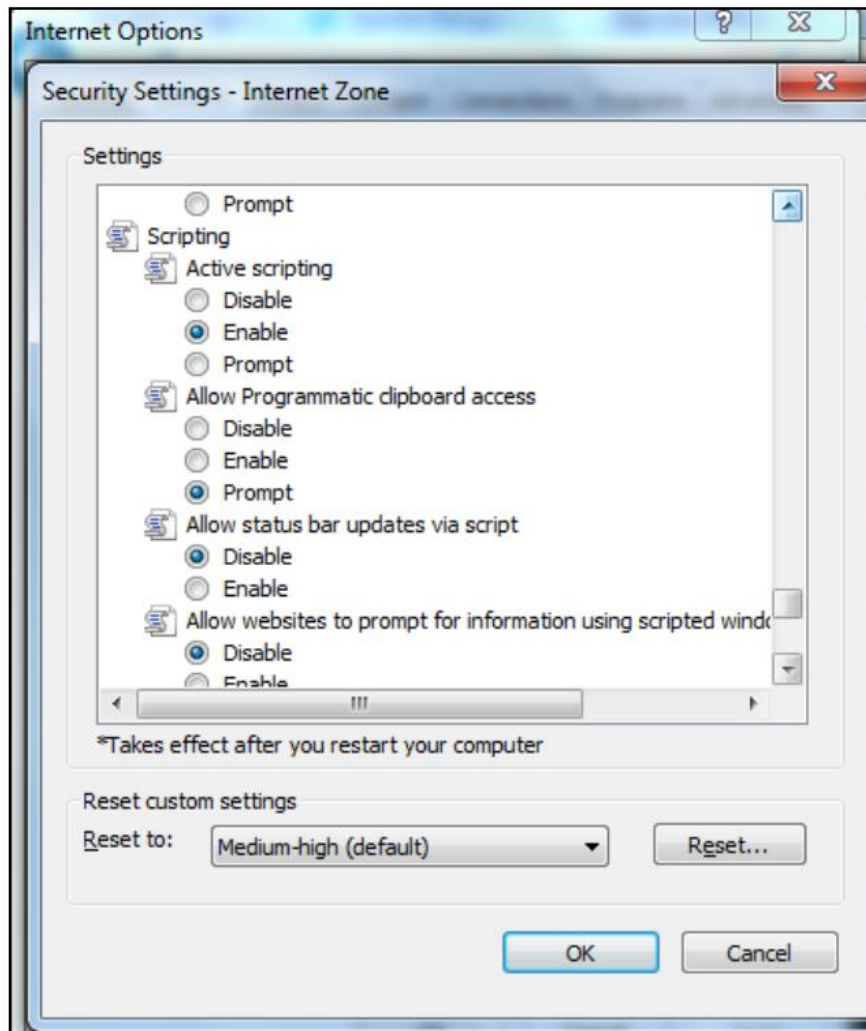 Internet Options
Security Settings - Internet Zone
Settings
Prompt
Scripting
Active scripting
Disable
Enable
Prompt
Allow Programmatic clipboard access
Disable
Enable
Prompt
Allow status bar updates via script
Disable
Enable
Allow websites to prompt for information using scripted windo
Disable
Enable
*Takes effect after you restart your computer
Reset custom settings
Reset to: Medium-high (default) Reset...
OK Cancel